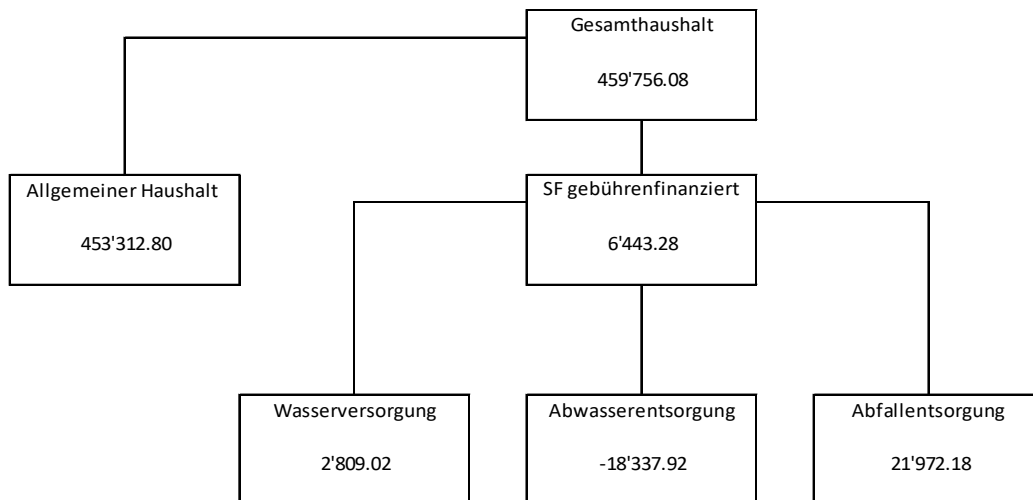 Gesamthaushalt
459'756.08
Allgemeiner Haushalt
453'312.80
SF gebührenfinanziert
6'443.28
Wasserversorgung
2'809.02
Abwasserentsorgung
-18'337.92
Abfallentsorgung
21'972.18